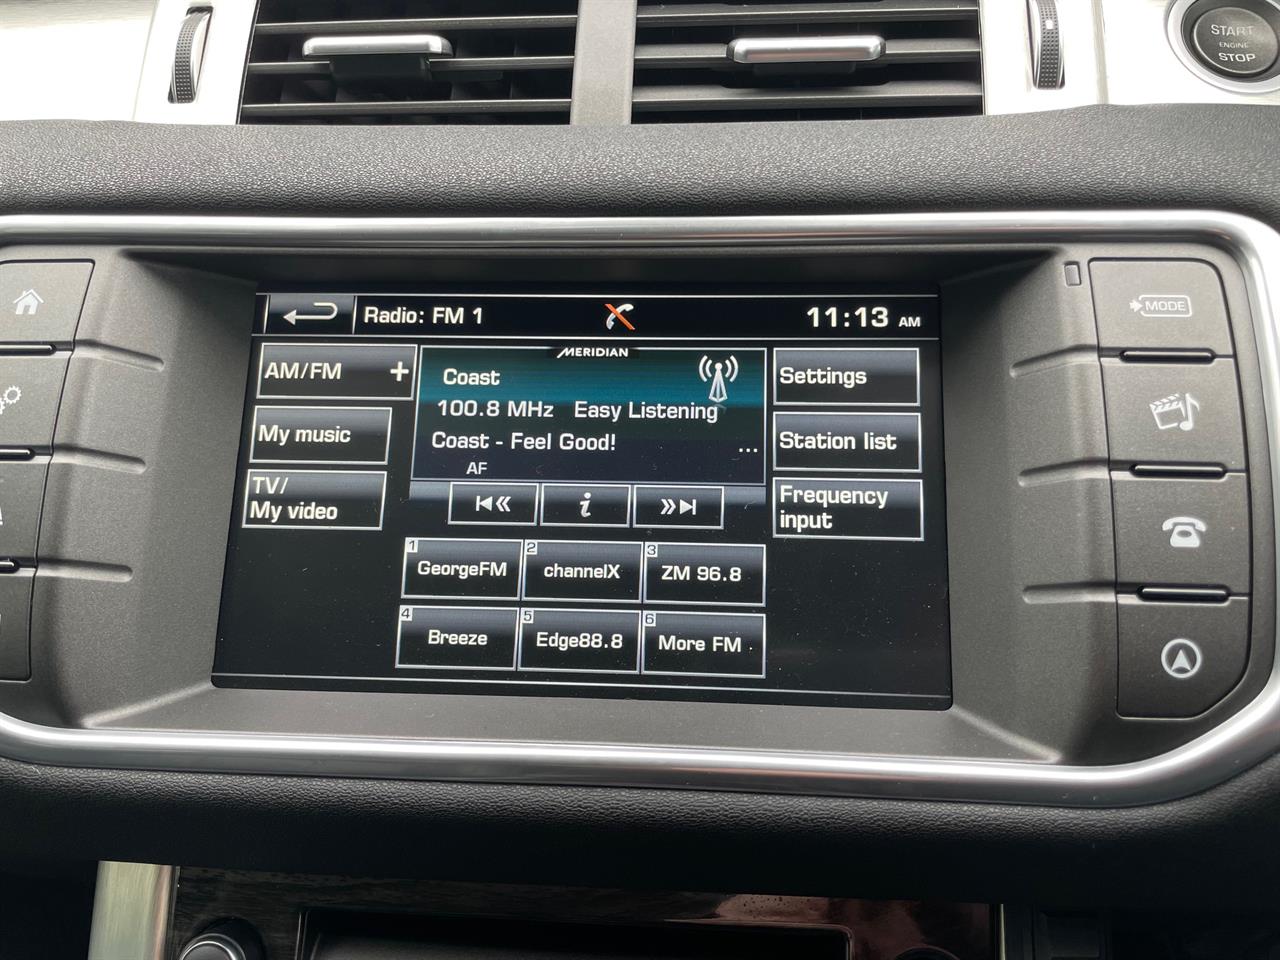 START
ENGINE
STOP
Radio: FM 1
11:13 AM
MERIDIAN
AM/FM +
Coast
Settings
100.8 MHz Easy Listening
My music
Coast - Feel Good!
...
Station list
AF
TV/
My video
i
Frequency
input
1
GeorgeFM
2
channelX
3
ZM 96.8
4
Breeze
5
Edge88.8
6
More FM
MODE